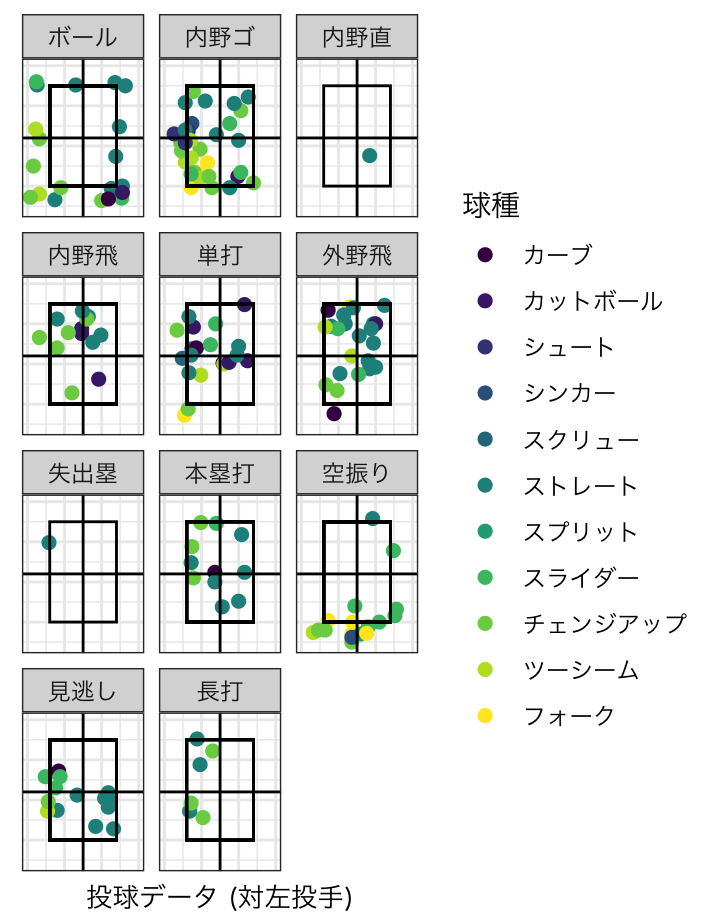 ボール 内野ゴ 内野直
内野飛 単打 外野飛
失出塁 本塁打 空振り
見逃し 長打
投球データ (対左投手)
球種
カーブ
カットボール
シュート
シンカー
スクリュー
ストレート
スプリット
スライダー
チェンジアップ
ツーシーム
フォーク